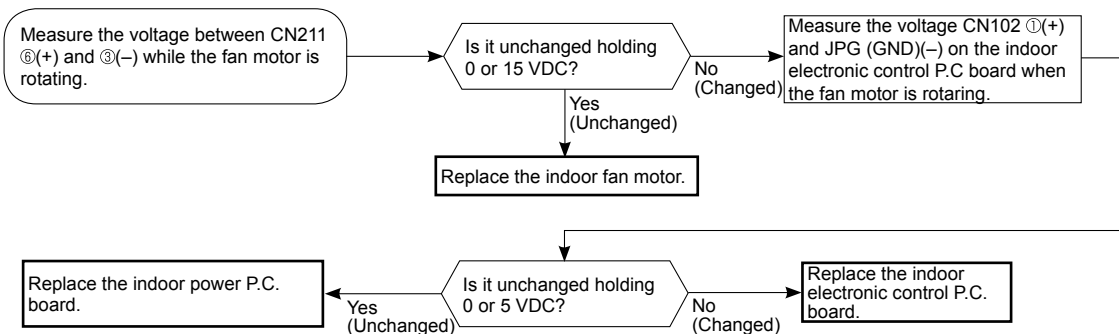 Measure the voltage between CN211
⑥(+) and ③(–) while the fan motor is
rotating.
Is it unchanged holding
0 or 15 VDC?
No
(Changed)
Measure the voltage CN102 ①(+)
and JPG (GND)(–) on the indoor
electronic control P.C board when
the fan motor is rotaring.
Yes
(Unchanged)
Replace the indoor fan motor.
Replace the indoor power P.C.
board.
Yes
(Unchanged)
Is it unchanged holding
0 or 5 VDC?
No
(Changed)
Replace the indoor
electronic control P.C.
board.